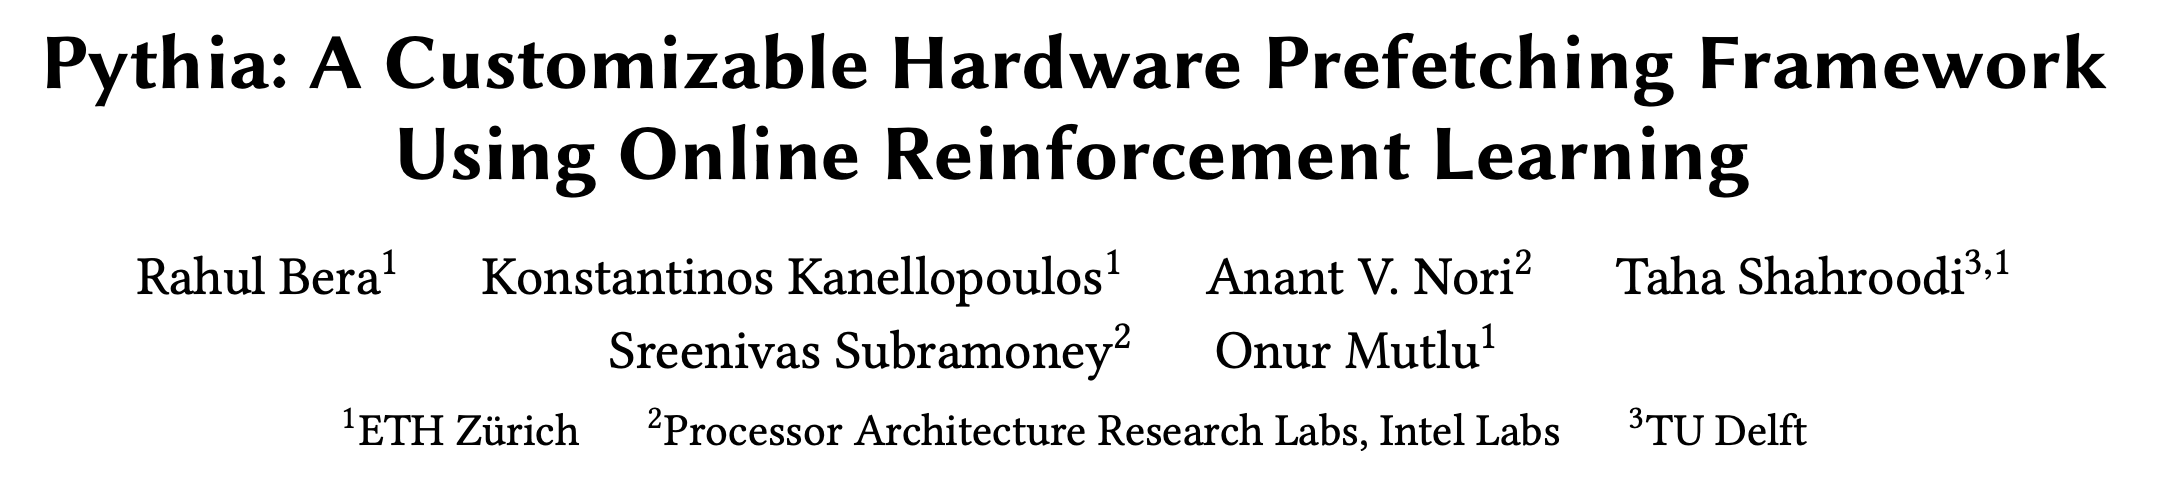 Pythia: A Customizable Hardware Prefetching Framework
Using Online Reinforcement Learning
Rahul Bera¹ Konstantinos Kanellopoulos¹ Anant V. Nori² Taha Shahroodi³,¹
Sreenivas Subramoney² Onur Mutlu¹
¹ETH Zürich ²Processor Architecture Research Labs, Intel Labs ³TU Delft